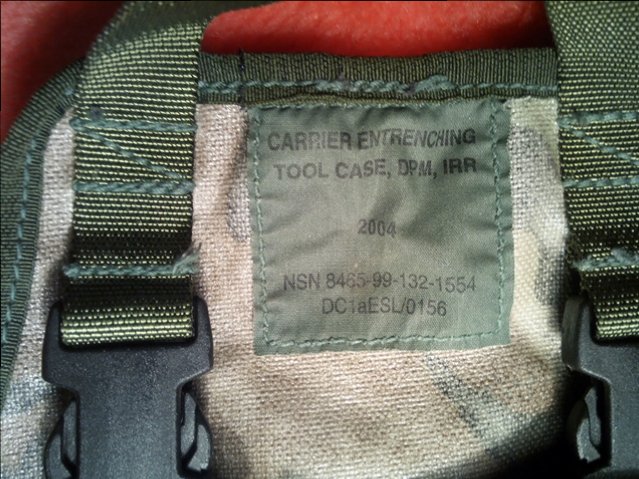 CARRIER ENTRENCHING
TOOL CASE, DPM, IRR
2004
NSN 8465-99-132-1554
DC1aESL/0156